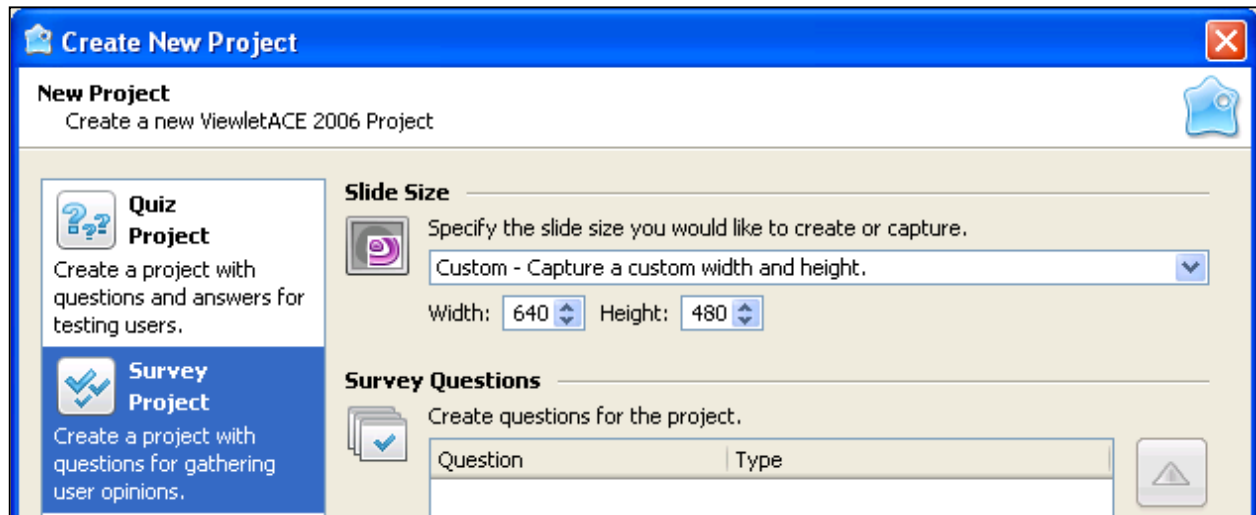 Create New Project
New Project
Create a new ViewletACE 2006 Project
Quiz
Project
Create a project with
questions and answers for
testing users.
Survey
Project
Create a project with
questions for gathering
user opinions.
Slide Size
Specify the slide size you would like to create or capture.
Custom - Capture a custom width and height.
Width: 640 Height: 480
Survey Questions
Create questions for the project.
Question Type